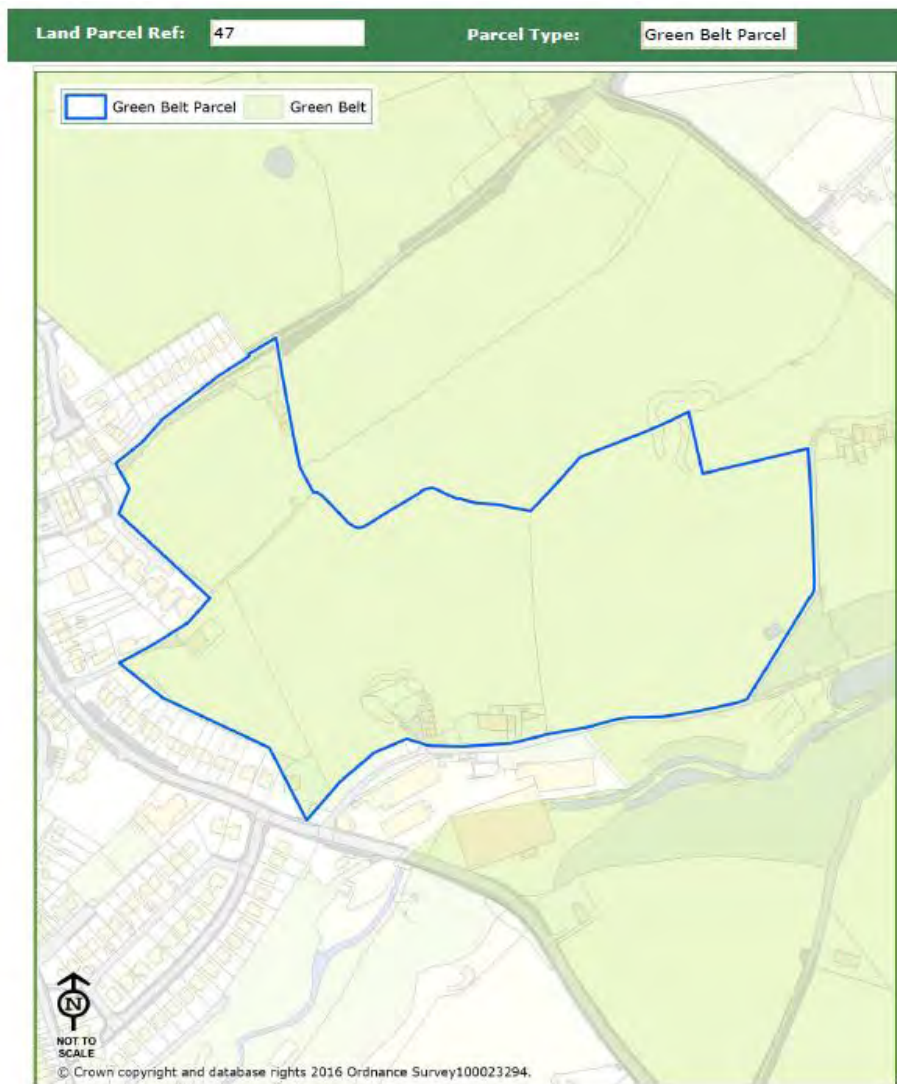 Land Parcel Ref: 47 Parcel Type: Green Belt Parcel
Green Belt Parcel Green Belt
N
NOT TO
SCALE
© Crown copyright and database rights 2016 Ordnance Survey100023294.